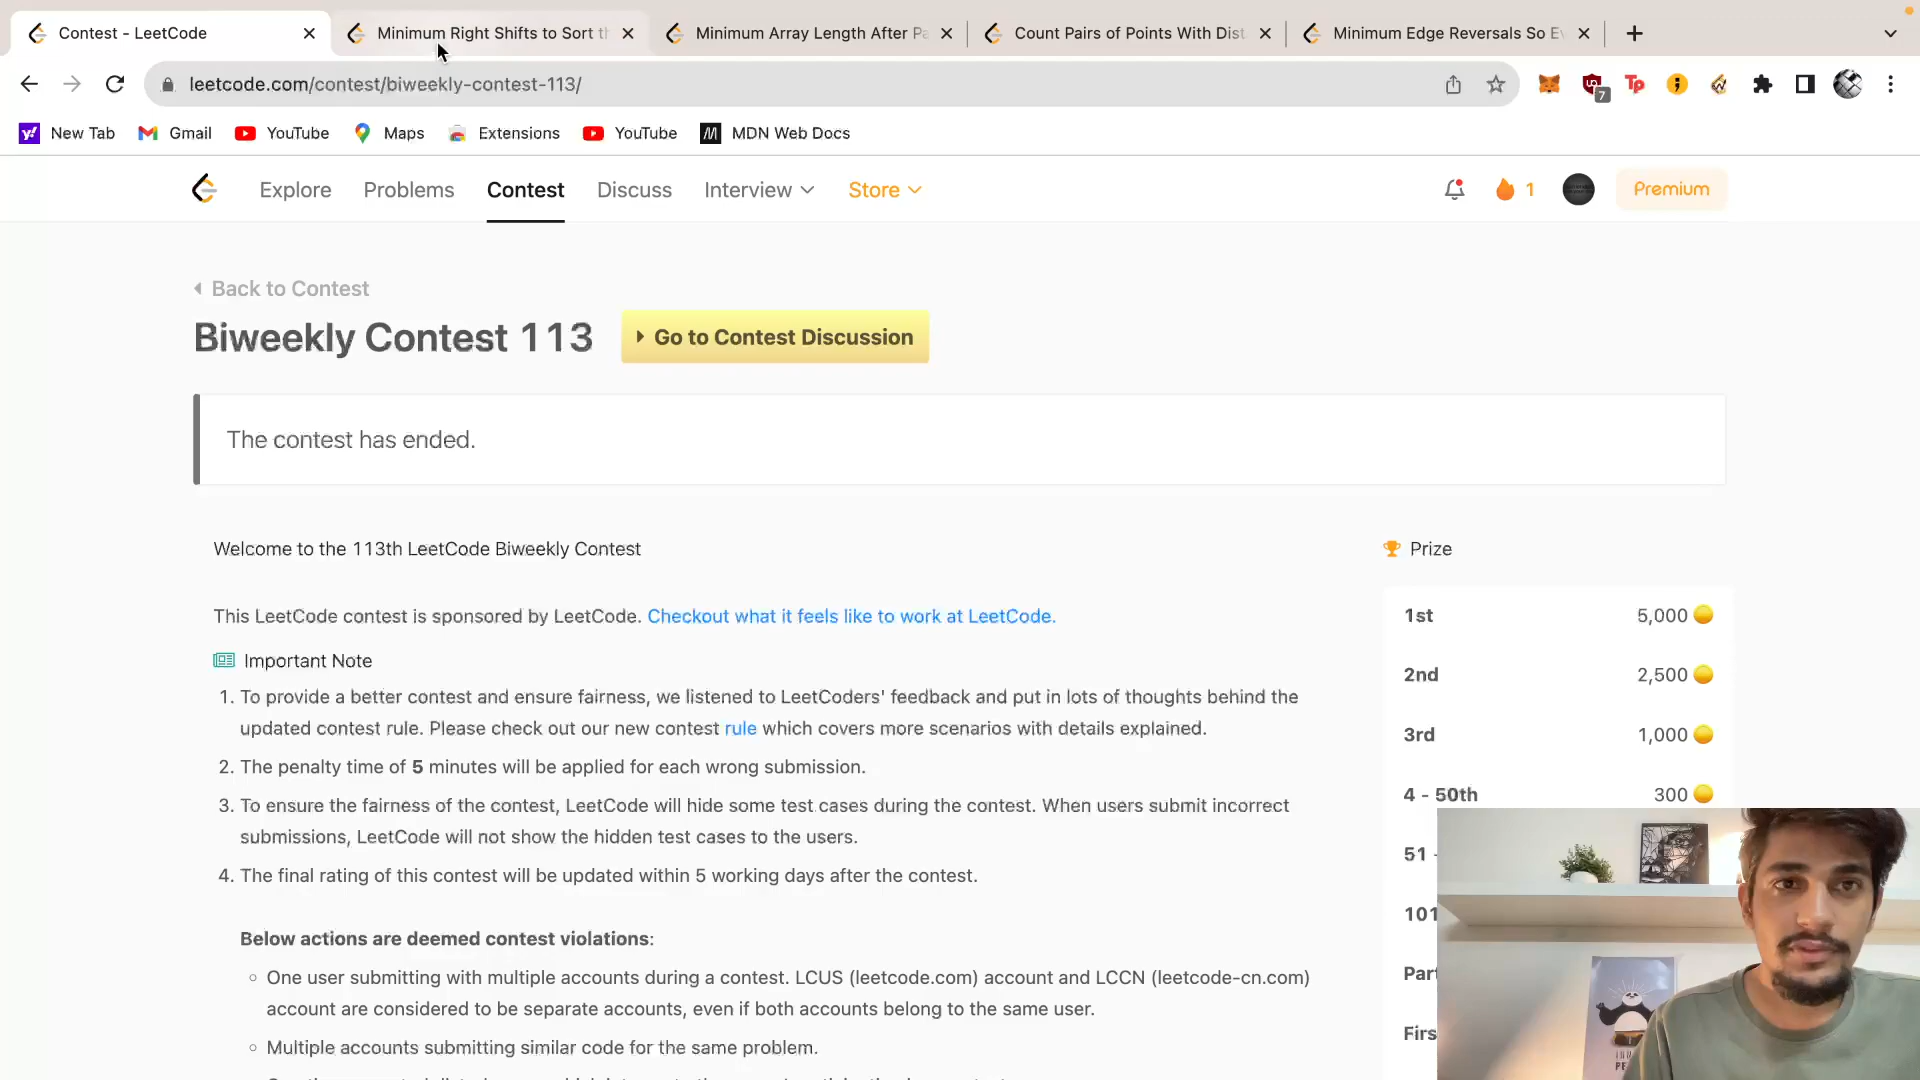 Contest - LeetCode
Minimum Right Shifts to Sort th
Minimum Array Length After Pa
Count Pairs of Points With Dist
Minimum Edge Reversals So Ev
leetcode.com/contest/biweekly-contest-113/
7
Tp
New Tab
Gmail
YouTube
Maps
Extensions
YouTube
MDN Web Docs
Explore
Problems
Contest
Discuss
Interview
Store
1
Premium
Back to Contest
Biweekly Contest 113
Go to Contest Discussion
The contest has ended.
Welcome to the 113th LeetCode Biweekly Contest
This LeetCode contest is sponsored by LeetCode. Checkout what it feels like to work at LeetCode.
Important Note
1. To provide a better contest and ensure fairness, we listened to LeetCoders' feedback and put in lots of thoughts behind the
updated contest rule. Please check out our new contest rule which covers more scenarios with details explained.
2. The penalty time of 5 minutes will be applied for each wrong submission.
3. To ensure the fairness of the contest, LeetCode will hide some test cases during the contest. When users submit incorrect
submissions, LeetCode will not show the hidden test cases to the users.
4. The final rating of this contest will be updated within 5 working days after the contest.
Below actions are deemed contest violations:
One user submitting with multiple accounts during a contest. LCUS (leetcode.com) account and LCCN (leetcode-cn.com)
account are considered to be separate accounts, even if both accounts belong to the same user.
Multiple accounts submitting similar code for the same problem.
Prize
1st 5,000
2nd 2,500
3rd 1,000
4 - 50th 300
51 -
101
Part
Firs